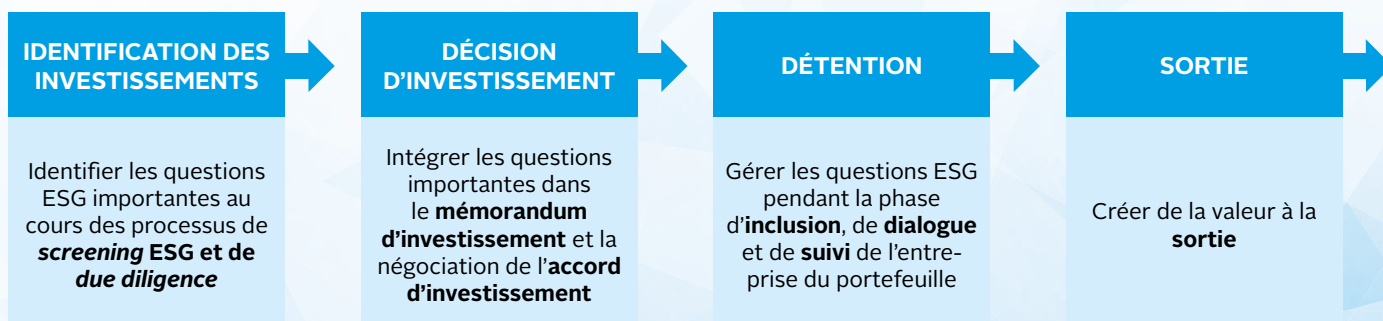 IDENTIFICATION DES
INVESTISSEMENTS
Identifier les questions
ESG importantes au
cours des processus de
screening ESG et de
due diligence
DÉCISION
D'INVESTISSEMENT
Intégrer les questions
importantes dans
le mémorandum
d'investissement et la
négociation de l'accord
d'investissement
DÉTENTION
Gérer les questions ESG
pendant la phase
d'inclusion, de dialogue
et de suivi de l'entre-
prise du portefeuille
SORTIE
Créer de la valeur à la
sortie